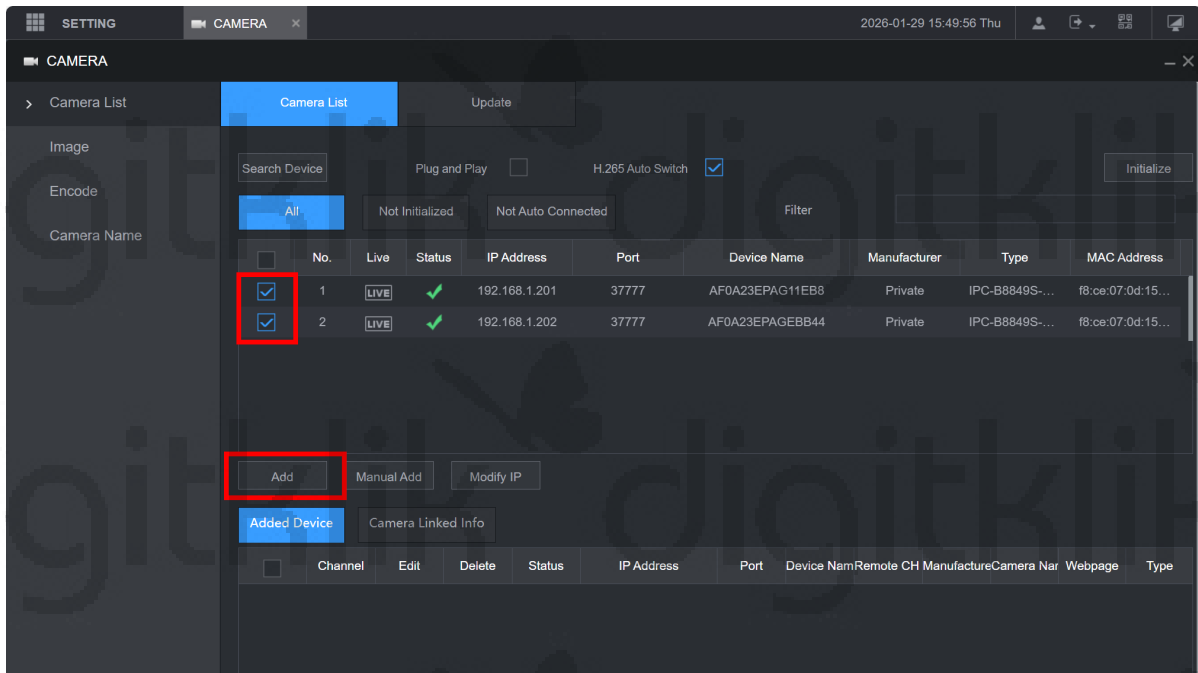 SETTING CAMERA × 2026-01-29 15:49:56 Thu
CAMERA
Camera List Camera List Update
Image
Search Device Plug and Play H.265 Auto Switch Initialize
Encode
All Not Initialized Not Auto Connected Filter
Camera Name
No. Live Status IP Address Port Device Name Manufacturer Type MAC Address
1 LIVE 192.168.1.201 37777 AF0A23EPAG11EB8 Private IPC-B8849S-... f8:ce:07:0d:15...
2 LIVE 192.168.1.202 37777 AF0A23EPAGEBB44 Private IPC-B8849S-... f8:ce:07:0d:15...
Add Manual Add Modify IP
Added Device Camera Linked Info
Channel Edit Delete Status IP Address Port Device Nam Remote CH Manufacture Camera Nar Webpage Type
gitklik digitkli
gitklik digitkli